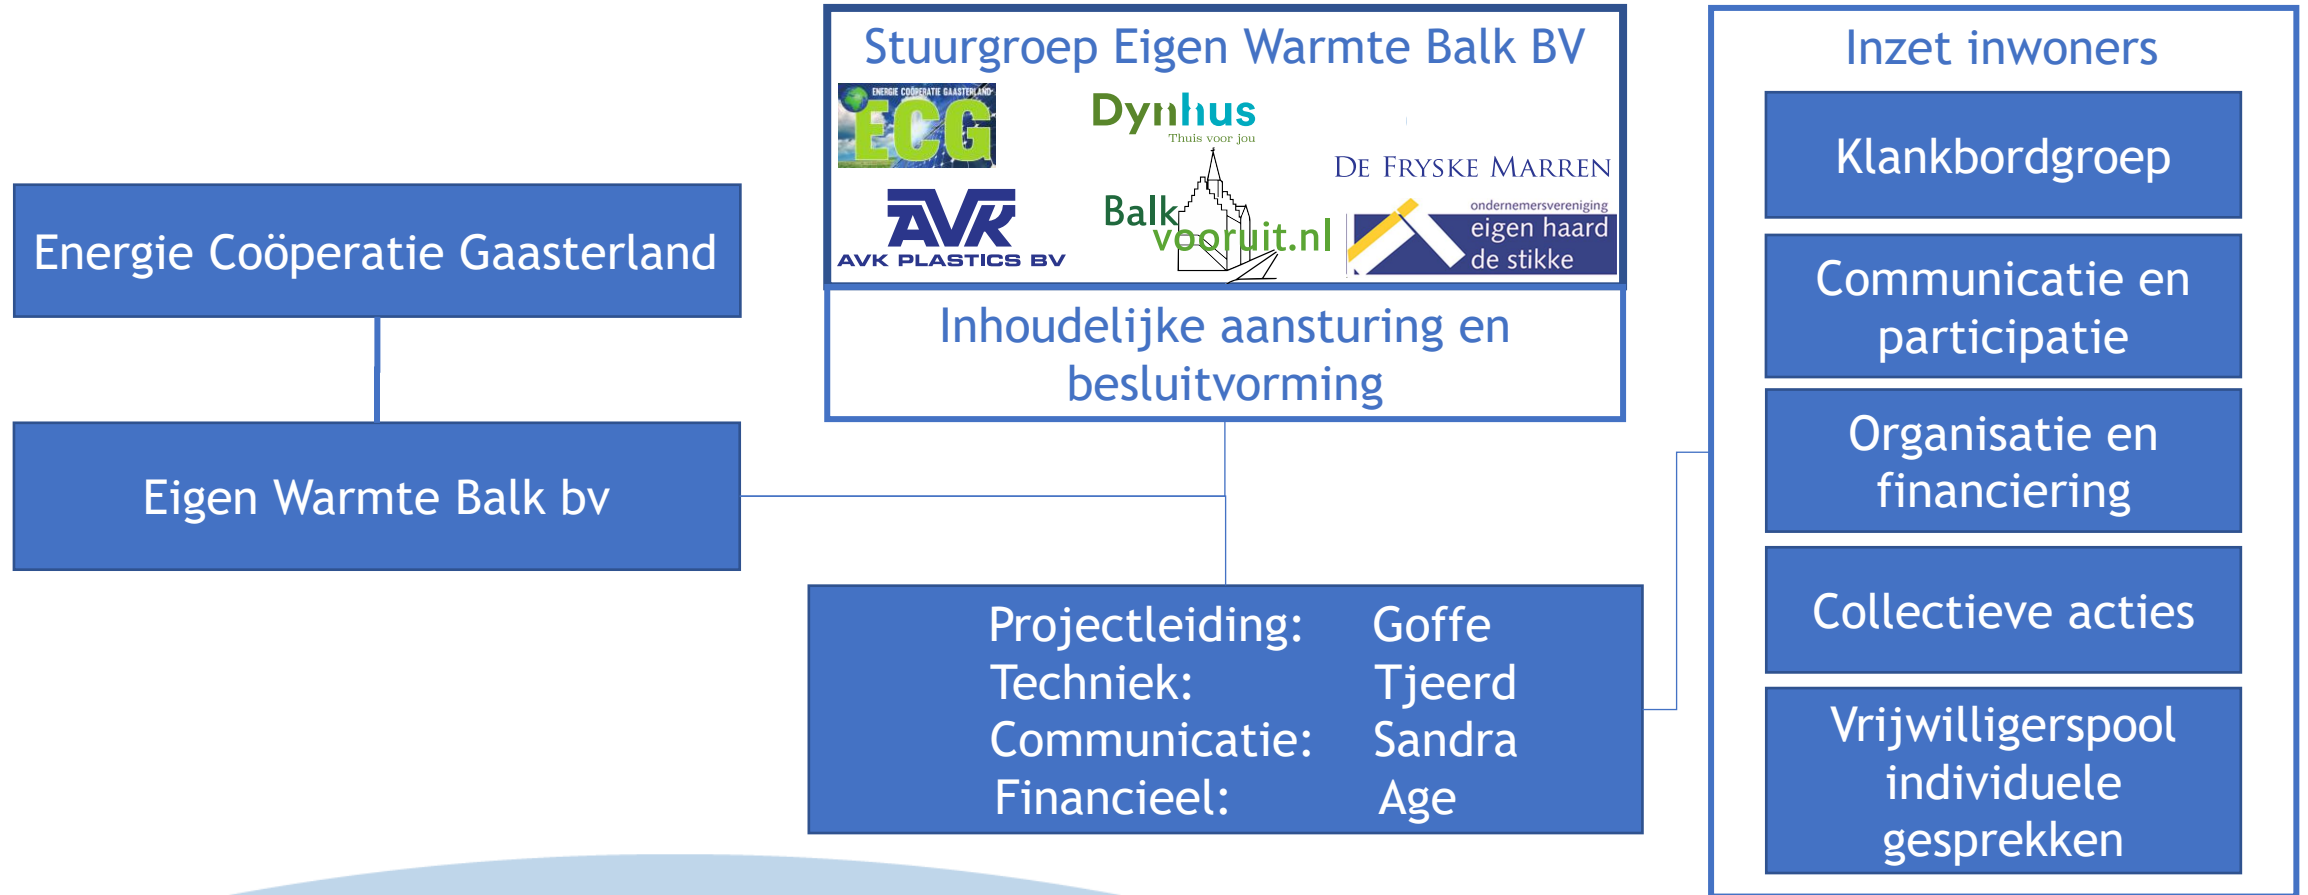 Energie Coöperatie Gaasterland
Eigen Warmte Balk bv
Stuurgroep Eigen Warmte Balk BV
ENERGIE COÖPERATIE GAASTERLAND
ECG
Dynhus
Thuis voor jou
DE FRYSKE MARREN
AVK
AVK PLASTICS BV
Balk
vooruit.nl
ondernemersvereniging
eigen haard
de stikke
Inhoudelijke aansturing en
besluitvorming
Projectleiding: Goffe
Techniek: Tjeerd
Communicatie: Sandra
Financieel: Age
Inzet inwoners
Klankbordgroep
Communicatie en
participatie
Organisatie en
financiering
Collectieve acties
Vrijwilligerspool
individuele
gesprekken